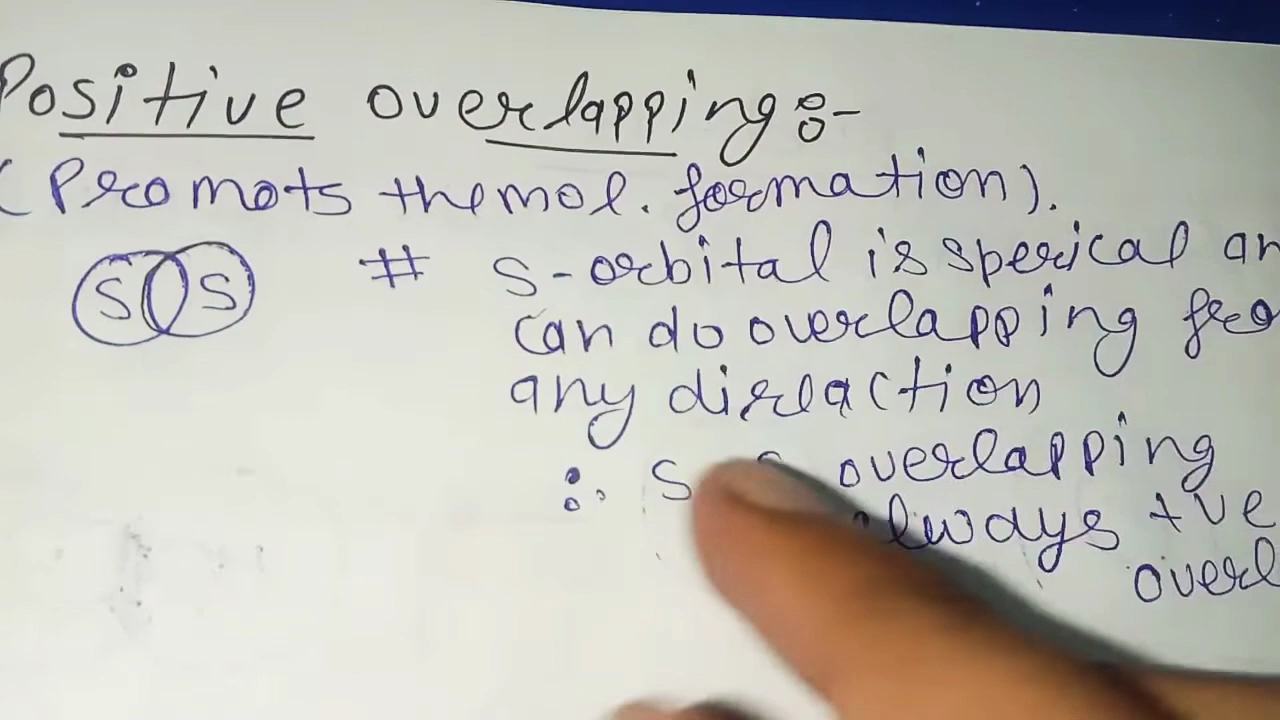 Positive overlapping :-
(Promots the mol. formation).
S S # S-orbital is sperical an
can do overlapping fro
any diraction
∴ S overlapping
always +ve
overl